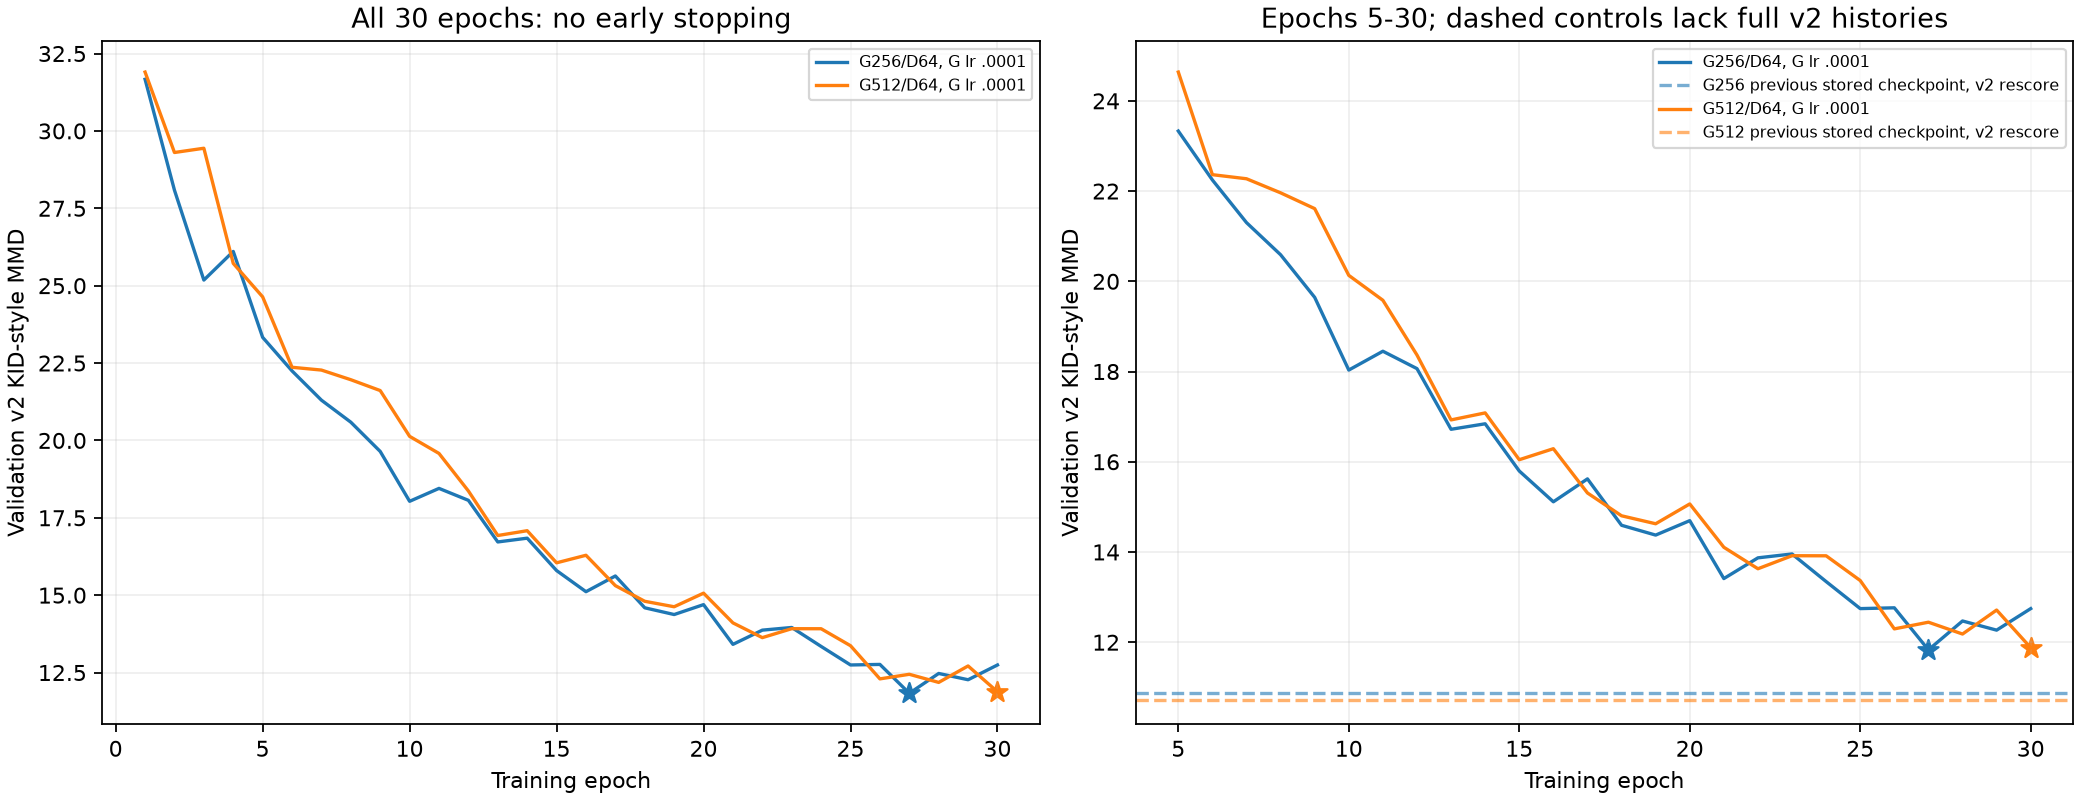 All 30 epochs: no early stopping
Validation v2 KID-style MMD
32.5
30.0
27.5
25.0
22.5
20.0
17.5
15.0
12.5
G256/D64, G lr .0001
G512/D64, G lr .0001
0
5
10
15
20
25
30
Training epoch
Epochs 5-30; dashed controls lack full v2 histories
Validation v2 KID-style MMD
24
22
20
18
16
14
12
G256/D64, G lr .0001
G256 previous stored checkpoint, v2 rescore
G512/D64, G lr .0001
G512 previous stored checkpoint, v2 rescore
5
10
15
20
25
30
Training epoch